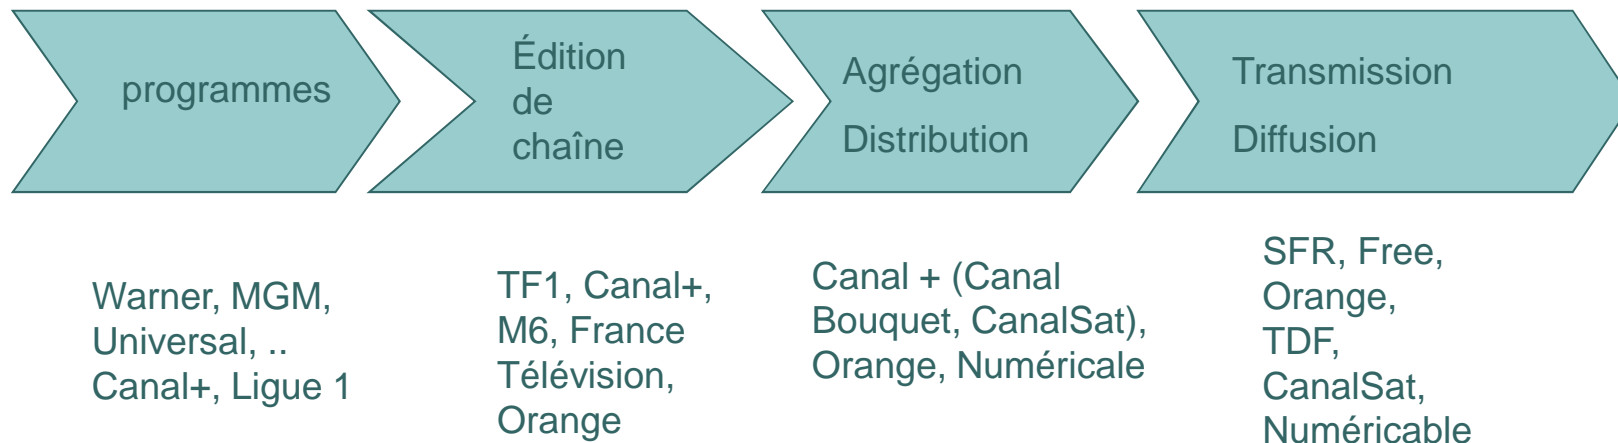 programmes
Édition
de
chaîne
Agrégation
Distribution
Transmission
Diffusion
Warner, MGM,
Universal, ..
Canal+, Ligue 1
TF1, Canal+,
M6, France
Télévision,
Orange
Canal + (Canal
Bouquet, CanalSat),
Orange, Numéricale
SFR, Free,
Orange,
TDF,
CanalSat,
Numéricable